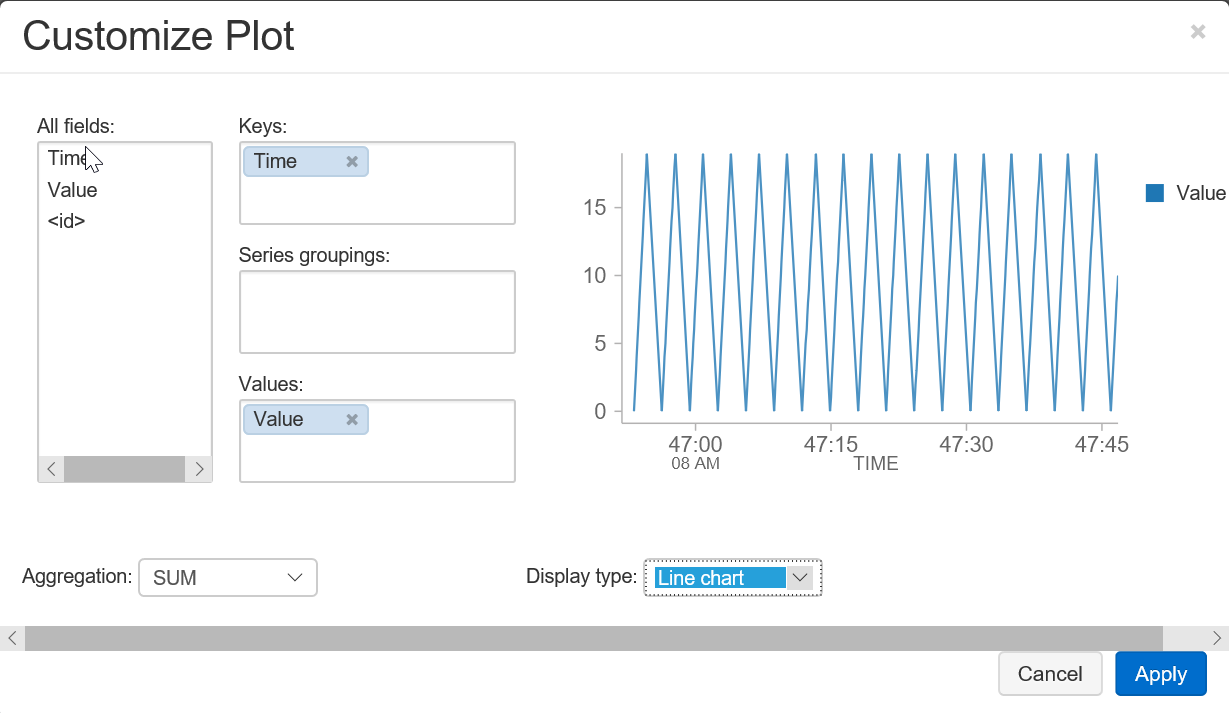 Customize Plot
All fields:
Time
Value
<id>
Keys:
Time
Series groupings:
Values:
Value
15
10
5
0
47:00 47:15 47:30 47:45
08 AM
TIME
Value
Aggregation: SUM
Display type: Line chart
Cancel Apply